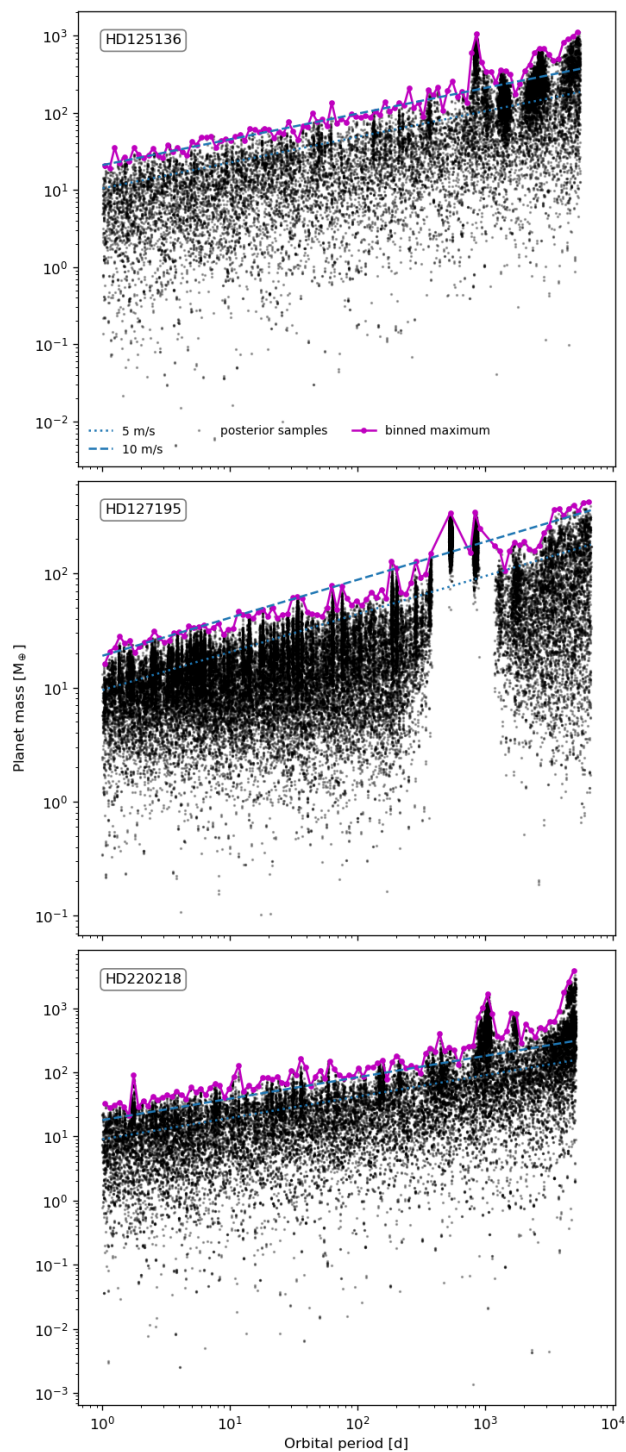 HD125136
10³
10²
10¹
10⁰
10⁻¹
10⁻²
5 m/s
10 m/s
posterior samples
binned maximum
HD127195
10²
10¹
10⁰
10⁻¹
Planet mass [M⊕]
HD220218
10³
10²
10¹
10⁰
10⁻¹
10⁻²
10⁻³
10⁰ 10¹ 10² 10³ 10⁴
Orbital period [d]